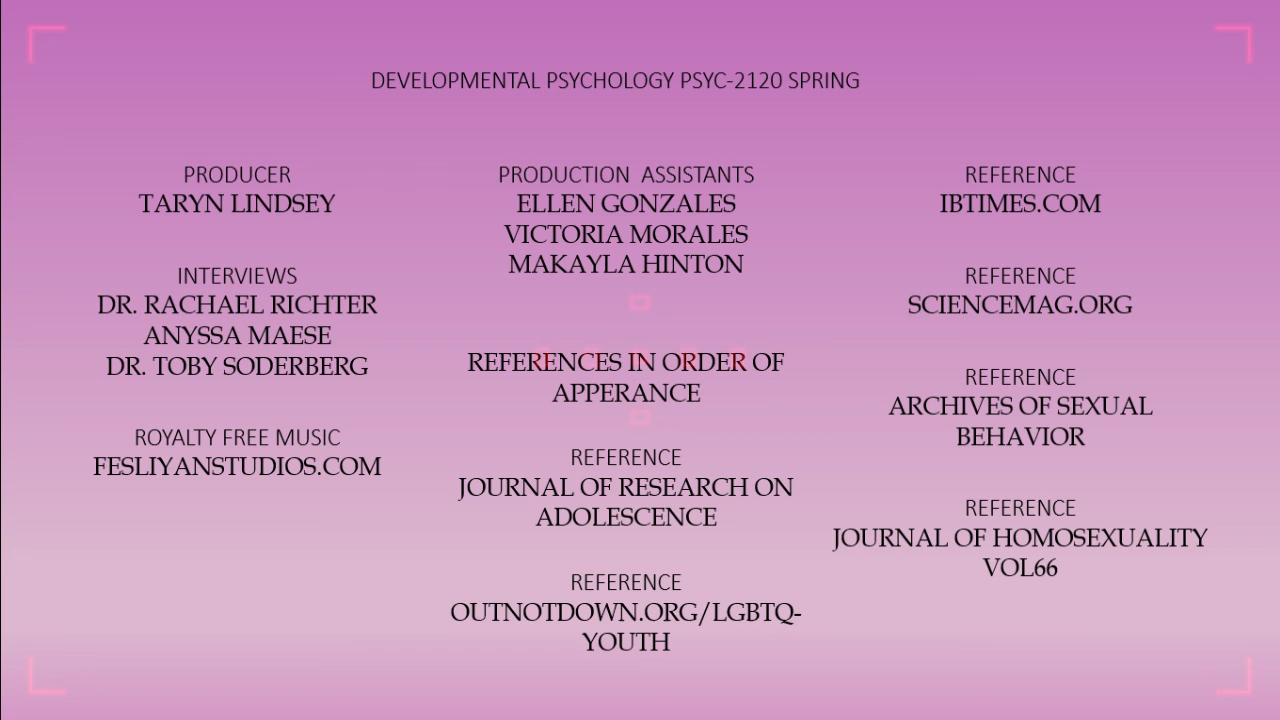 DEVELOPMENTAL PSYCHOLOGY PSYC-2120 SPRING
PRODUCER
TARYN LINDSEY
INTERVIEWS
DR. RACHAEL RICHTER
ANYSSA MAESE
DR. TOBY SODERBERG
ROYALTY FREE MUSIC
FESLIYANSTUDIOS.COM
PRODUCTION ASSISTANTS
ELLEN GONZALES
VICTORIA MORALES
MAKAYLA HINTON
REFERENCES IN ORDER OF
APPERANCE
REFERENCE
JOURNAL OF RESEARCH ON
ADOLESCENCE
REFERENCE
OUTNOTDOWN.ORG/LGBTQ-
YOUTH
REFERENCE
IBTIMES.COM
REFERENCE
SCIENCEMAG.ORG
REFERENCE
ARCHIVES OF SEXUAL
BEHAVIOR
REFERENCE
JOURNAL OF HOMOSEXUALITY
VOL66